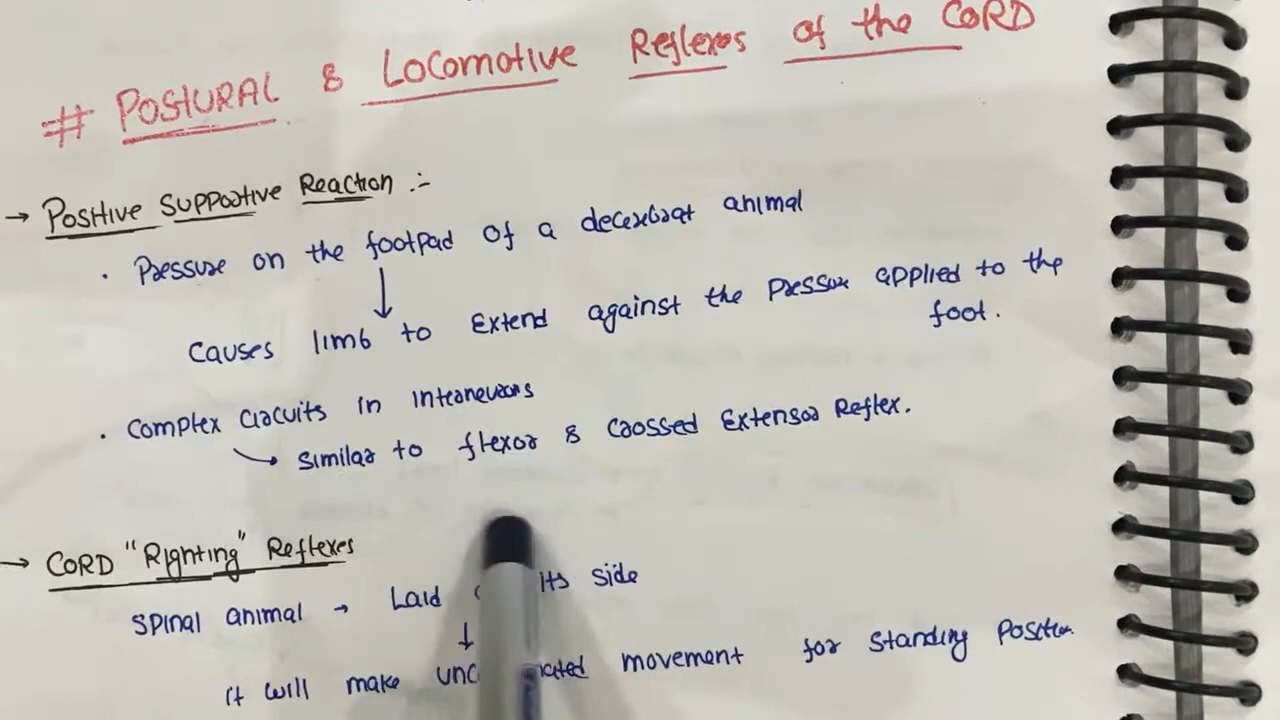 # POSTURAL & LOCOMOTIVE Reflexes of the CORD
→ Positive Supportive Reaction :-
· Pressure on the footpad of a decerebrat animal
↓
Causes limb to Extend against the Pressur applied to the foot.
· Complex Circuits in Interneurons
→ Similar to flexor & Crossed Extensor Reflex.
→ CORD "Righting" Reflexes
Spinal animal → Laid its side
↓
it will make movement for Standing Position